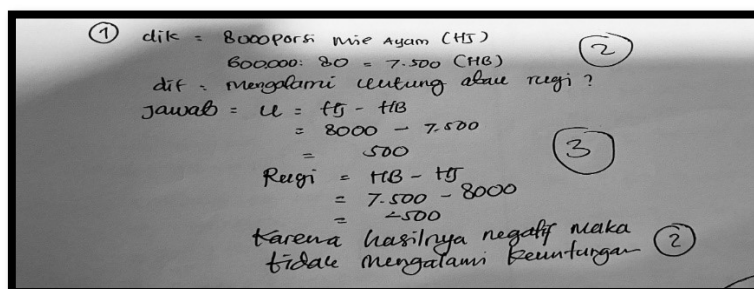 ① dik = 8000 porsi mie Ayam (HJ)
600.000 : 80 = 7.500 (HB) ②
dit = mengalami untung atau rugi ?
Jawab = U = HJ - HB
= 8000 - 7.500
= 500 ③
Rugi = HB - HJ
= 7.500 - 8000
= -500
Karena hasilnya negatif maka
tidak mengalami keuntungan ②